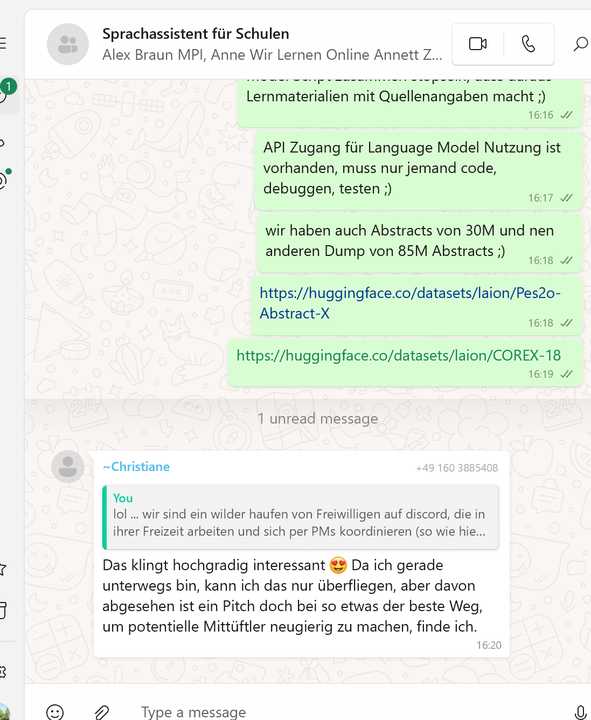 Sprachassistent für Schulen
Alex Braun MPI, Anne Wir Lernen Online Annett Z...
1
Lernmaterialien mit Quellenangaben macht ;)
16:16
API Zugang für Language Model Nutzung ist
vorhanden, muss nur jemand code,
debuggen, testen ;)
16:17
wir haben auch Abstracts von 30M und nen
anderen Dump von 85M Abstracts ;)
16:18
https://huggingface.co/datasets/laion/Pes2o-
Abstract-X
16:18
https://huggingface.co/datasets/laion/COREX-18
16:19
1 unread message
~Christiane
+49 160 3885408
You
lol ... wir sind ein wilder haufen von Freiwilligen auf discord, die in
ihrer Freizeit arbeiten und sich per PMs koordinieren (so wie hie...
Das klingt hochgradig interessant 😍 Da ich gerade
unterwegs bin, kann ich das nur überfliegen, aber davon
abgesehen ist ein Pitch doch bei so etwas der beste Weg,
um potentielle Mittüftler neugierig zu machen, finde ich.
16:20
Type a message